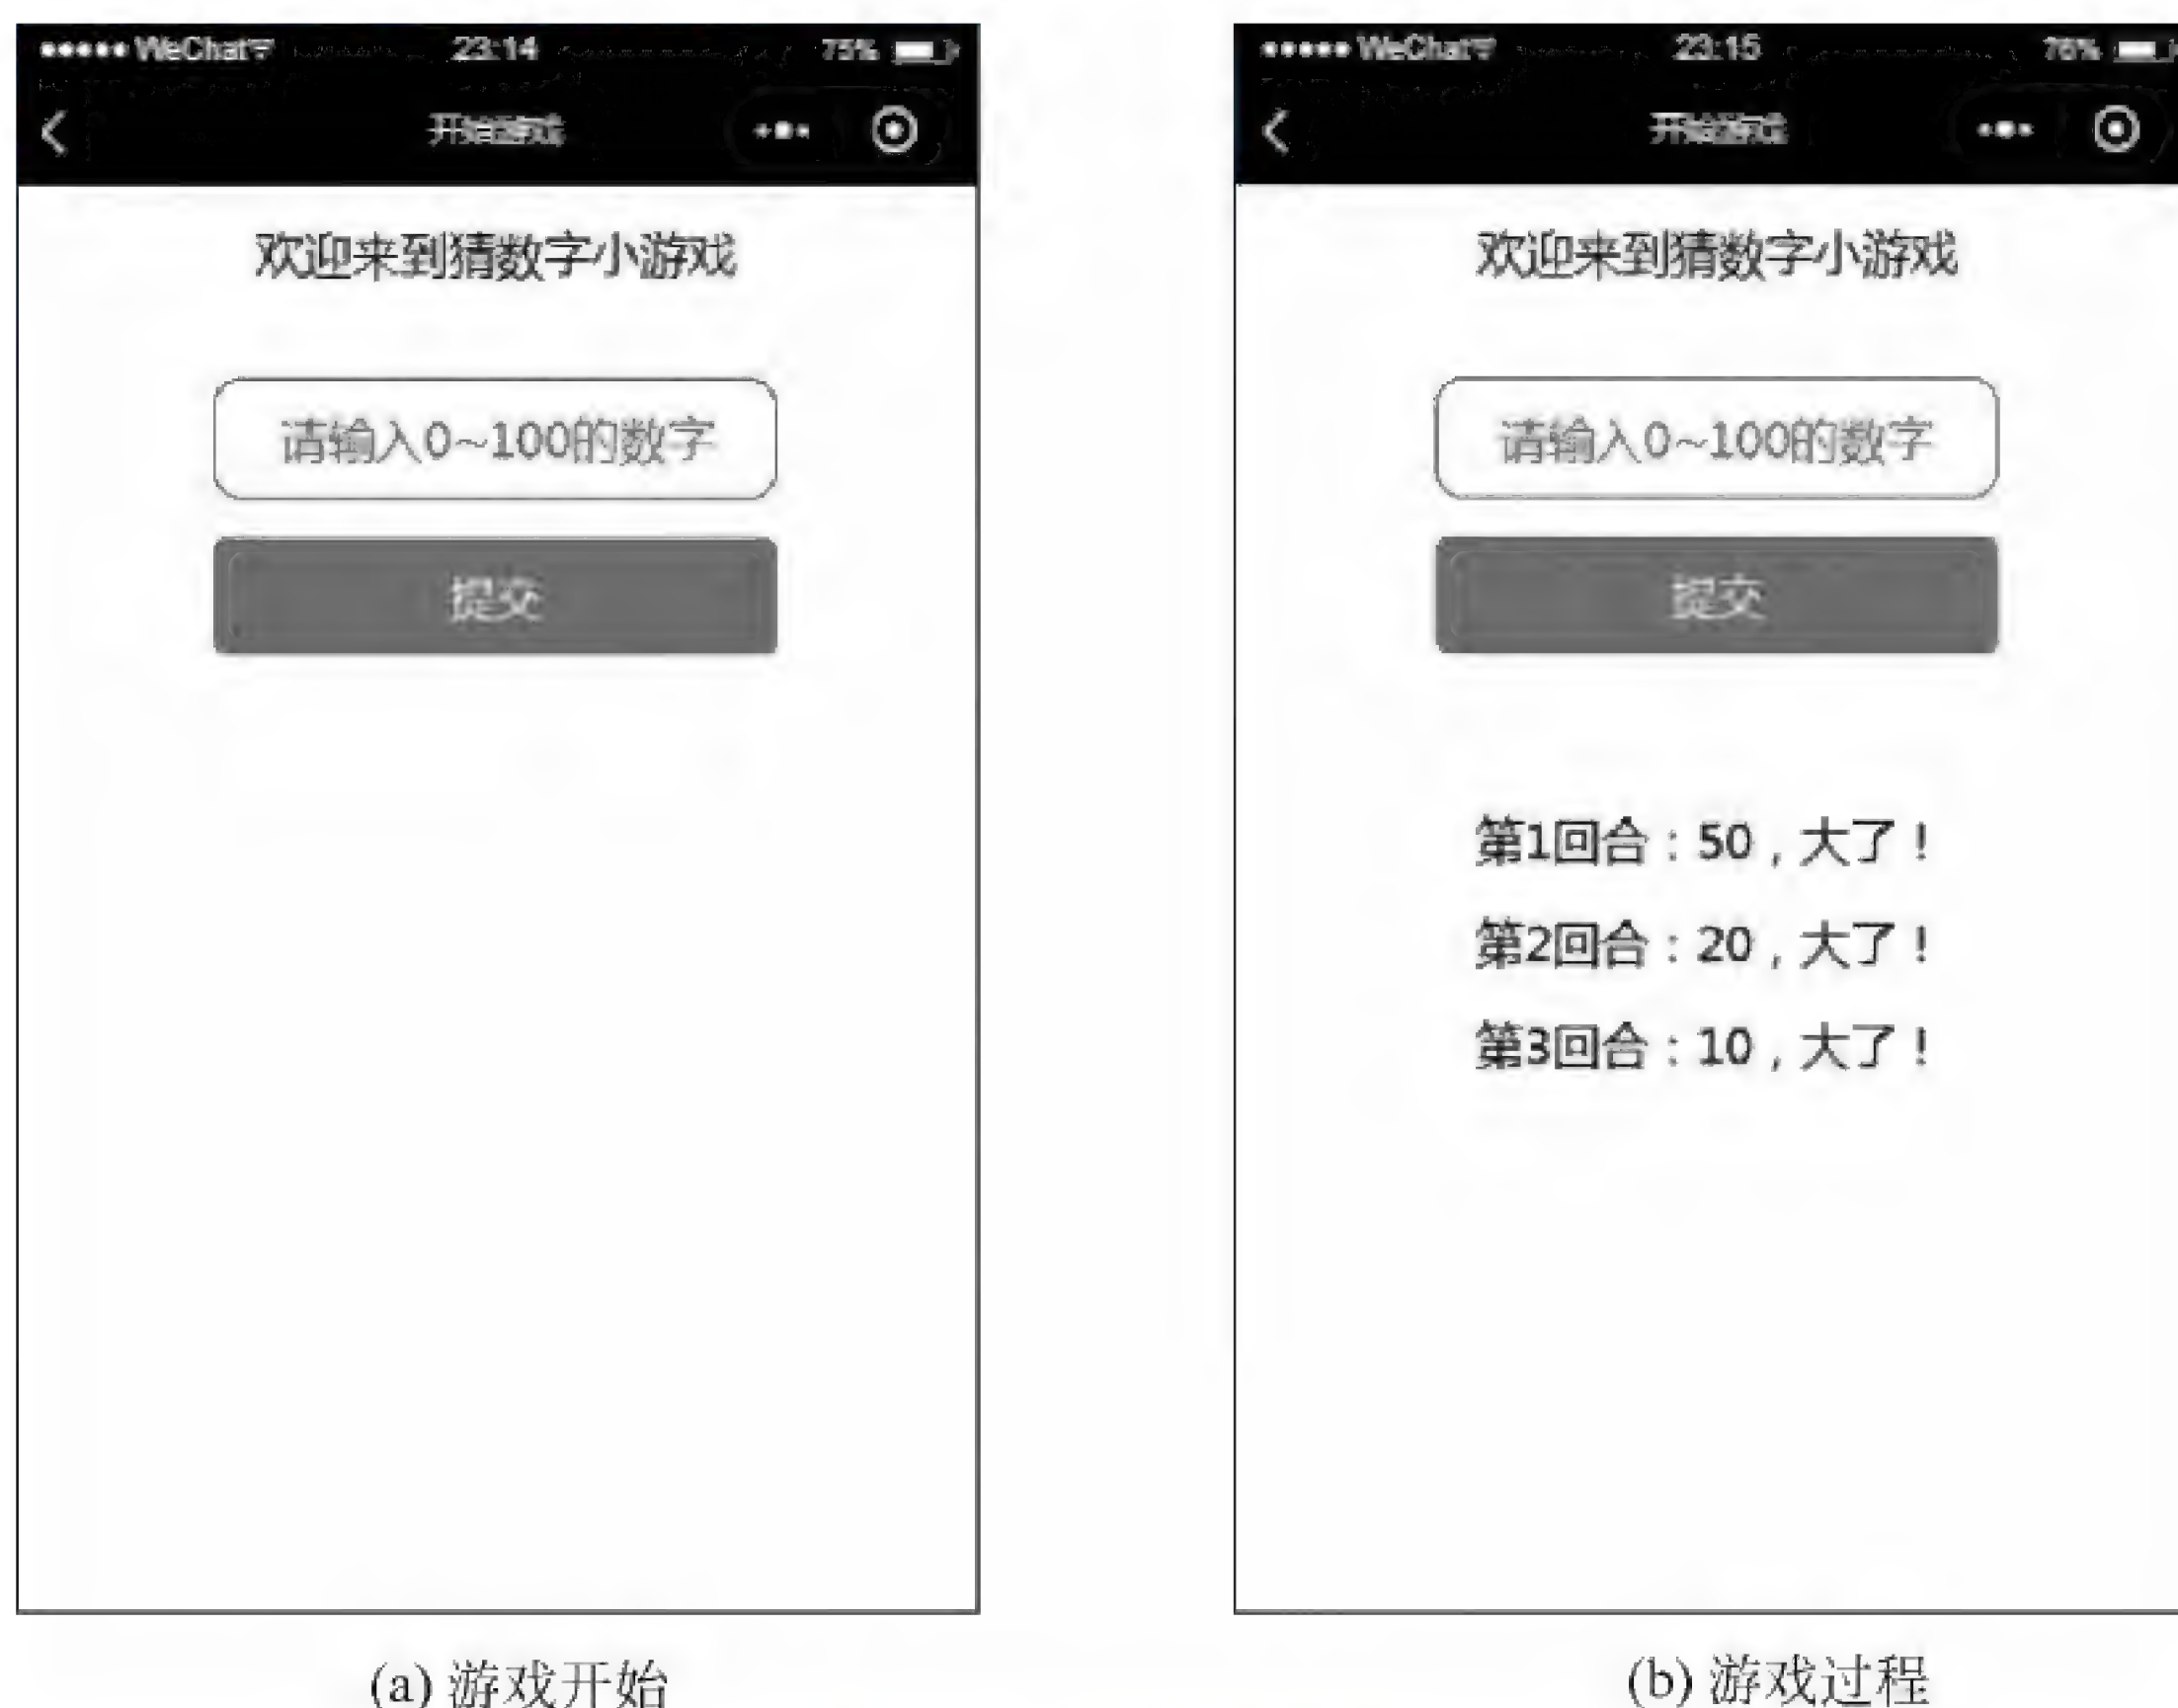 WeChat 23:14 75%
开始游戏
欢迎来到猜数字小游戏
请输入0~100的数字
提交
(a) 游戏开始
WeChat 23:15 76%
开始游戏
欢迎来到猜数字小游戏
请输入0~100的数字
提交
第1回合：50，大了！
第2回合：20，大了！
第3回合：10，大了！
(b) 游戏过程